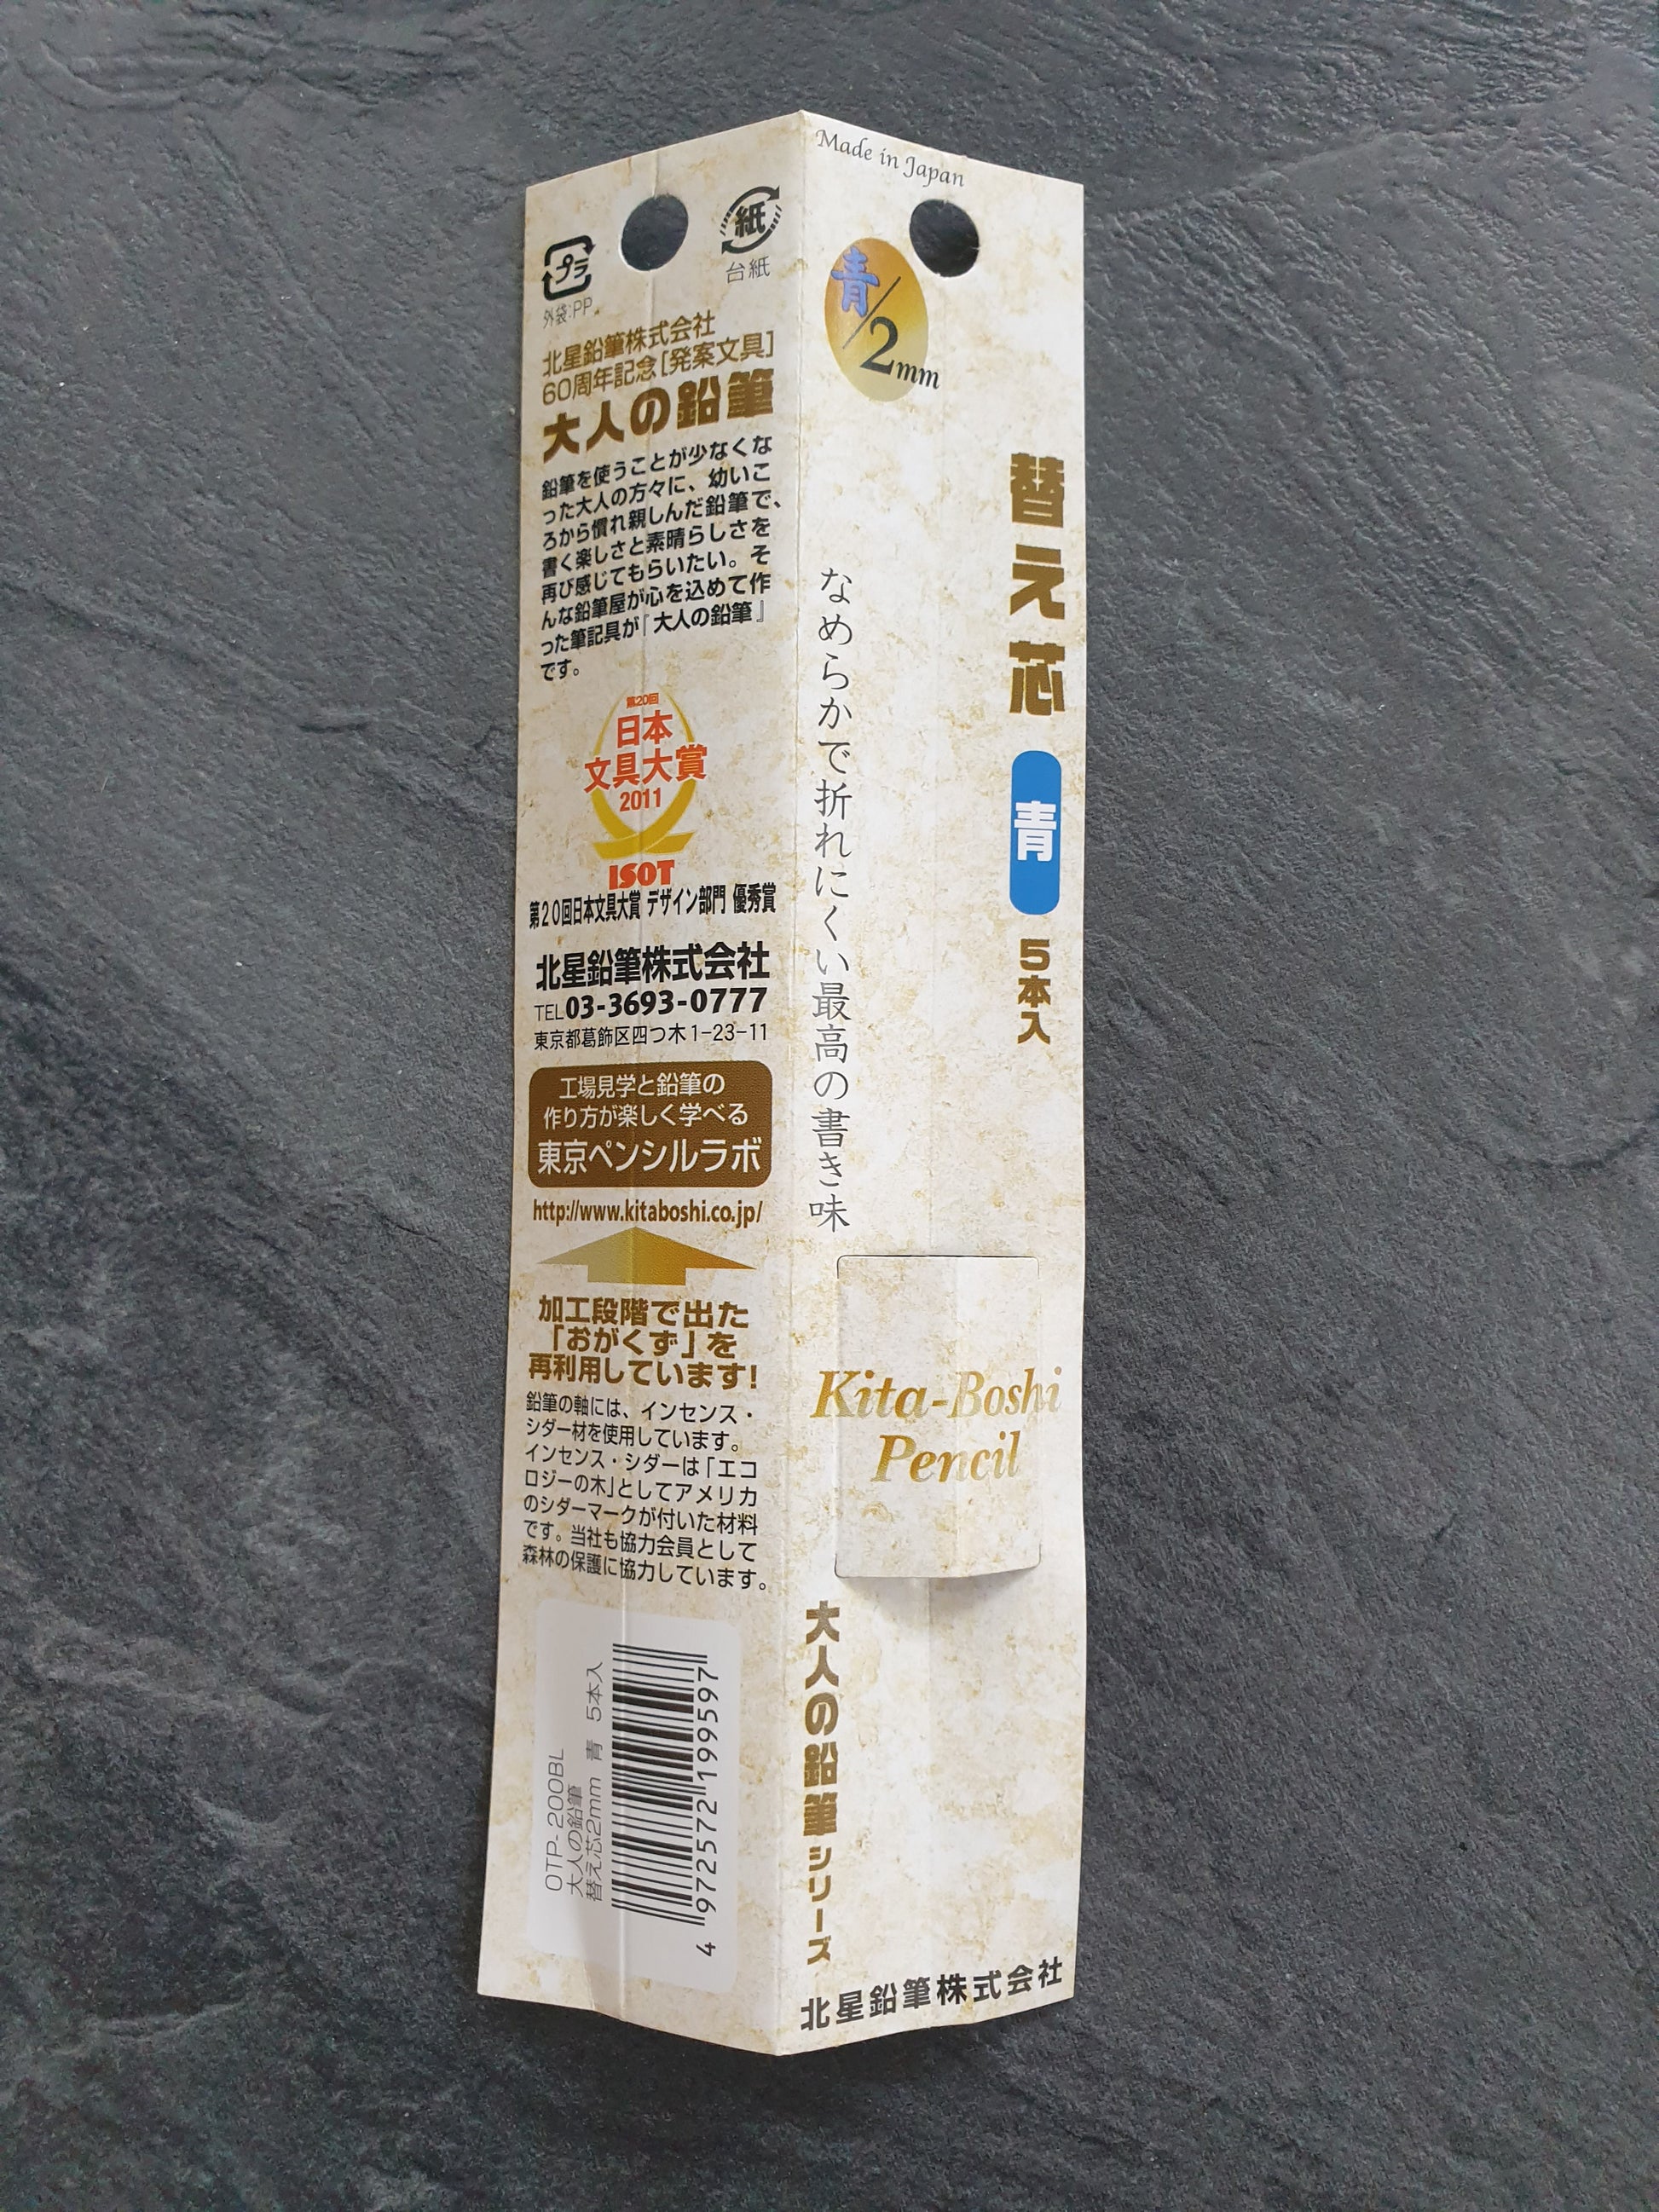 プラ
外袋:PP
紙
台紙
北星鉛筆株式会社
60周年記念[発案文具]
大人の鉛筆
鉛筆を使うことが少なくな
った大人の方々に、幼いこ
ろから慣れ親しんだ鉛筆で、
書く楽しさと素晴らしさを
再び感じてもらいたい。そ
んな鉛筆屋が心を込めて作
った筆記具が『大人の鉛筆』
です。
第20回
日本
文具大賞
2011
ISOT
第20回日本文具大賞 デザイン部門 優秀賞
北星鉛筆株式会社
TEL03-3693-0777
東京都葛飾区四つ木1-23-11
工場見学と鉛筆の
作り方が楽しく学べる
東京ペンシルラボ
http://www.kitaboshi.co.jp/
加工段階で出た
「おがくず」を
再利用しています!
鉛筆の軸には、インセンス・
シダー材を使用しています。
インセンス・シダーは「エコ
ロジーの木」としてアメリカ
のシダーマークが付いた材料
です。当社も協力会員として
森林の保護に協力しています。
OTP-200BL
大人の鉛筆
替え芯2mm 青 5本入
4 972572 199597
Made in Japan
青/2mm
替え芯
青
5本入
なめらかで折れにくい最高の書き味
Kita-Boshi
Pencil
大人の鉛筆シリーズ
北星鉛筆株式会社